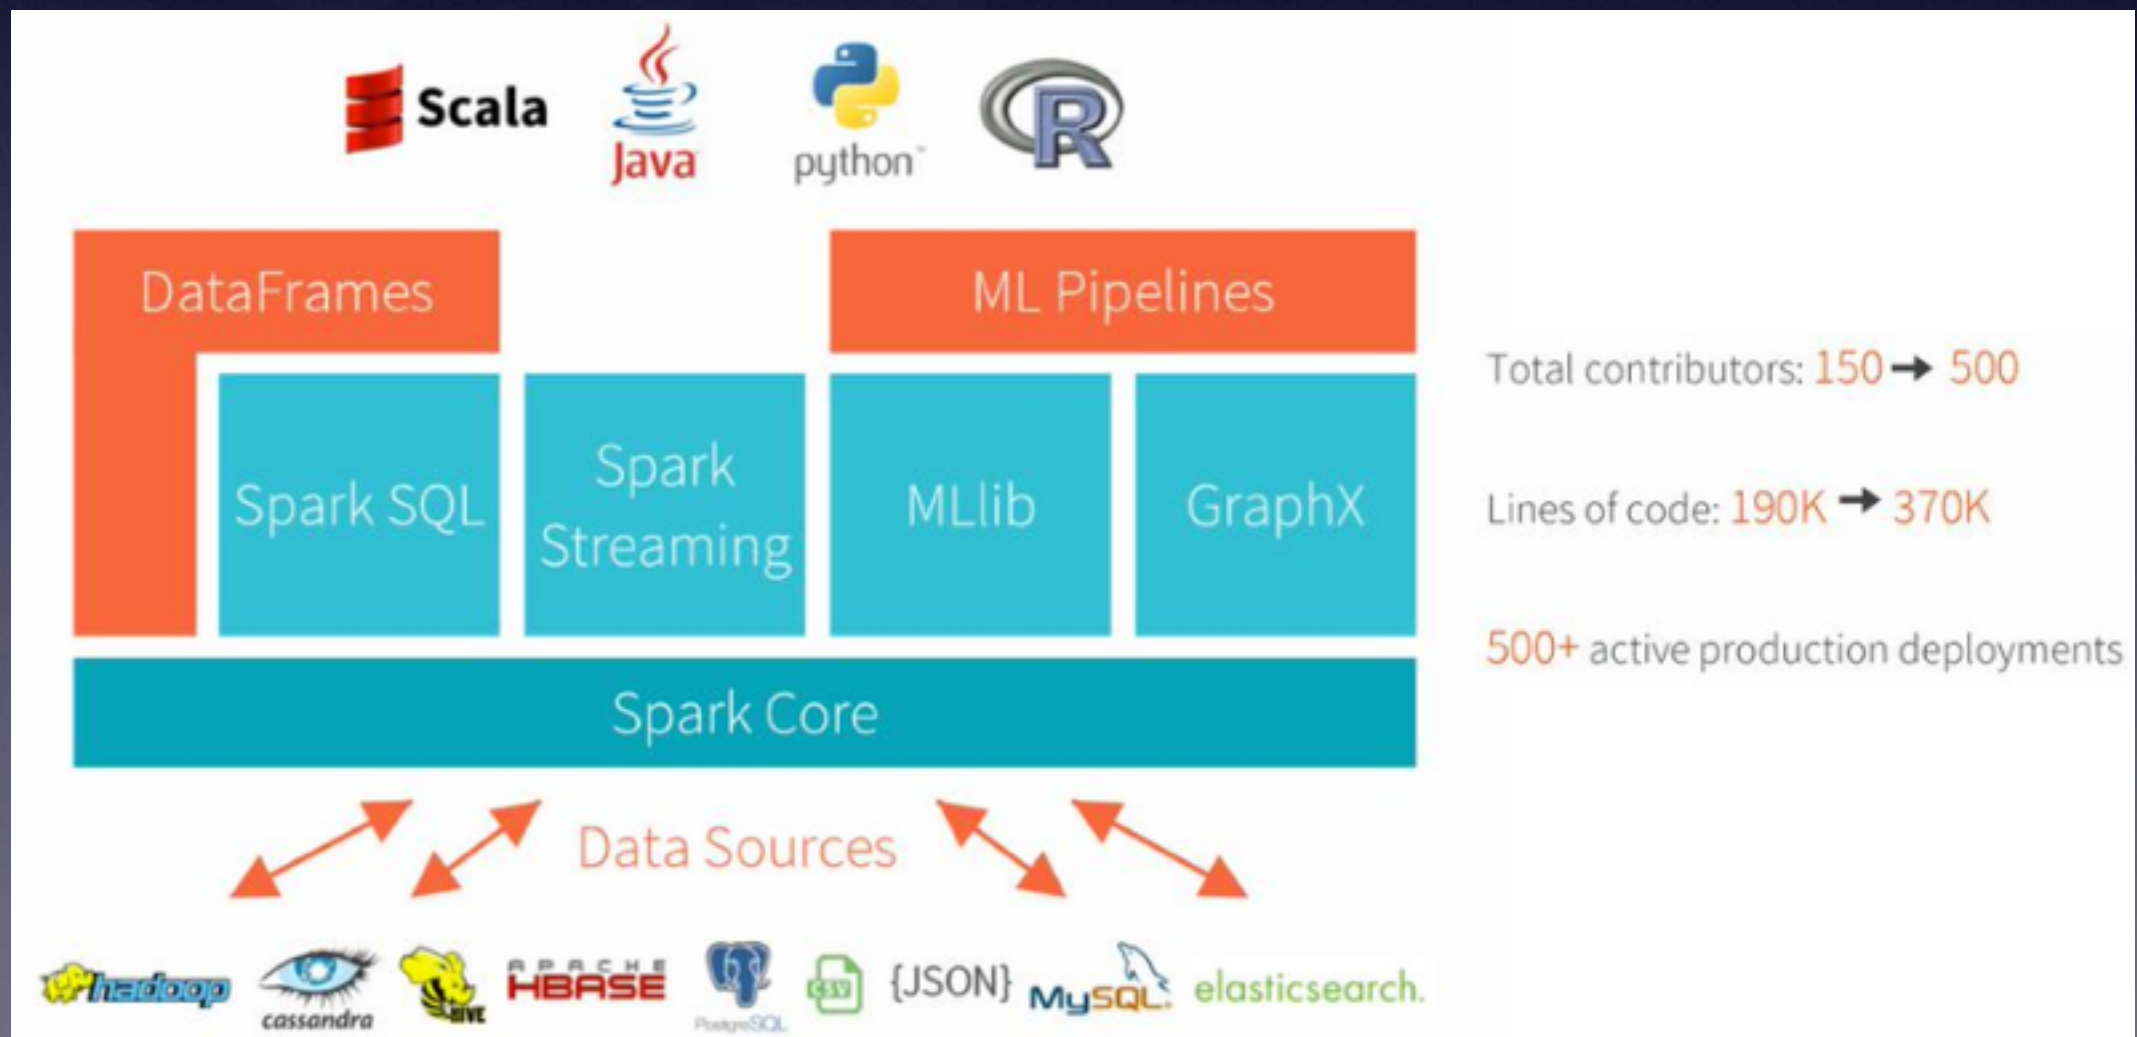 Scala
Java
python™
R
DataFrames
ML Pipelines
Spark SQL
Spark
Streaming
MLlib
GraphX
Total contributors: 150 → 500
Lines of code: 190K → 370K
500+ active production deployments
Spark Core
Data Sources
hadoop
cassandra
HIVE
APACHE
HBASE
PostgreSQL
CSV
{JSON}
MySQL.
elasticsearch.